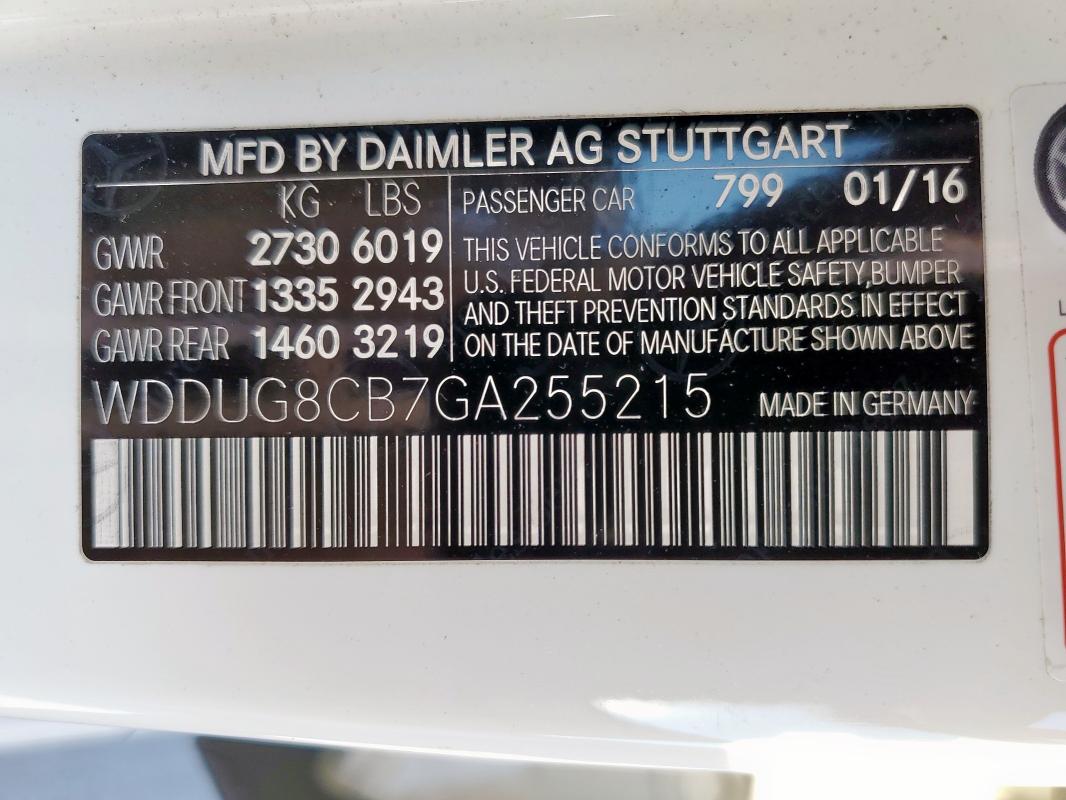 MFD BY DAIMLER AG STUTTGART
KG LBS
GVWR 2730 6019
GAWR FRONT 1335 2943
GAWR REAR 1460 3219
PASSENGER CAR 799 01/16
THIS VEHICLE CONFORMS TO ALL APPLICABLE
U.S. FEDERAL MOTOR VEHICLE SAFETY,BUMPER
AND THEFT PREVENTION STANDARDS IN EFFECT
ON THE DATE OF MANUFACTURE SHOWN ABOVE
WDDUG8CB7GA255215 MADE IN GERMANY